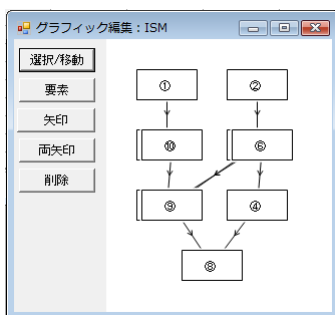 グラフィック編集：ISM
選択/移動
要素
矢印
両矢印
削除
① ②
⑩ ⑥
⑨ ④
⑧